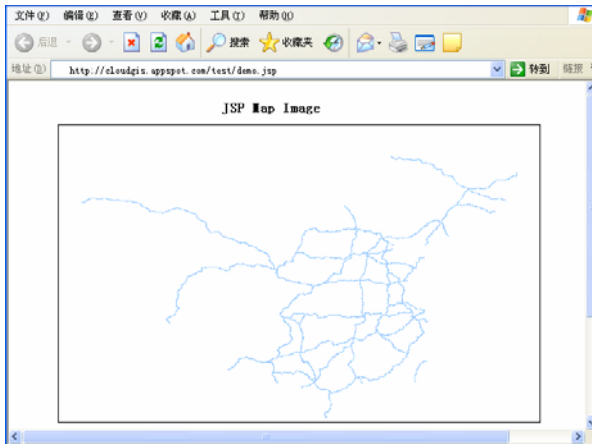 文件(F) 编辑(E) 查看(V) 收藏(A) 工具(T) 帮助(H)
后退 搜索 收藏夹
地址(D) http://cloudgis.appspot.com/test/demo.jsp 转到 链接
JSP Map Image